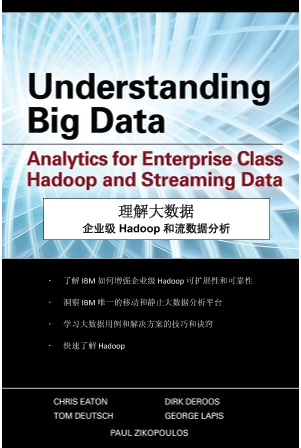 Understanding
Big Data
Analytics for Enterprise Class
Hadoop and Streaming Data
理解大数据
企业级 Hadoop 和流数据分析
· 了解 IBM 如何增强企业级 Hadoop 可扩展性和可靠性
· 洞察 IBM 唯一的移动和静止大数据分析平台
· 学习大数据用例和解决方案的技巧和诀窍
· 快速了解 Hadoop
CHRIS EATON DIRK DEROOS
TOM DEUTSCH GEORGE LAPIS
PAUL ZIKOPOULOS